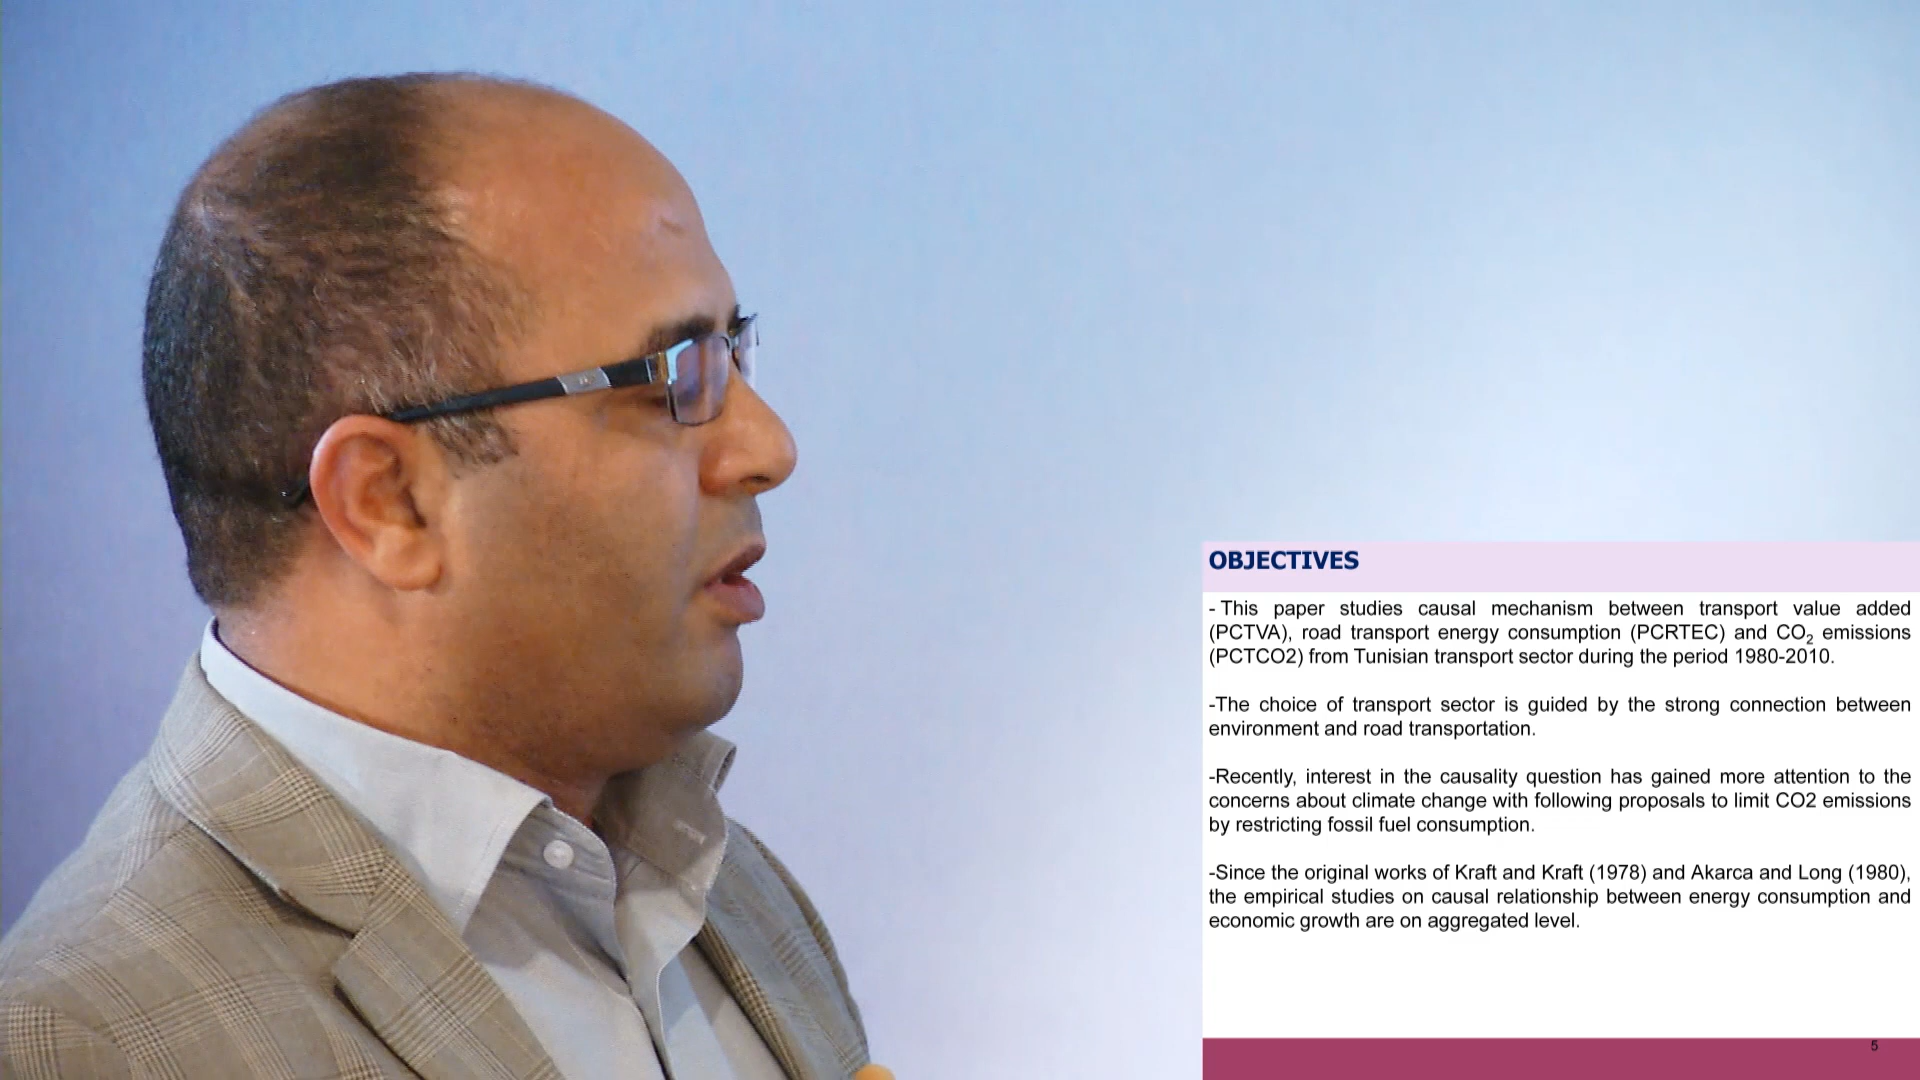 OBJECTIVES
- This paper studies causal mechanism between transport value added
(PCTVA), road transport energy consumption (PCRTEC) and CO₂ emissions
(PCTCO2) from Tunisian transport sector during the period 1980-2010.
-The choice of transport sector is guided by the strong connection between
environment and road transportation.
-Recently, interest in the causality question has gained more attention to the
concerns about climate change with following proposals to limit CO2 emissions
by restricting fossil fuel consumption.
-Since the original works of Kraft and Kraft (1978) and Akarca and Long (1980),
the empirical studies on causal relationship between energy consumption and
economic growth are on aggregated level.
5